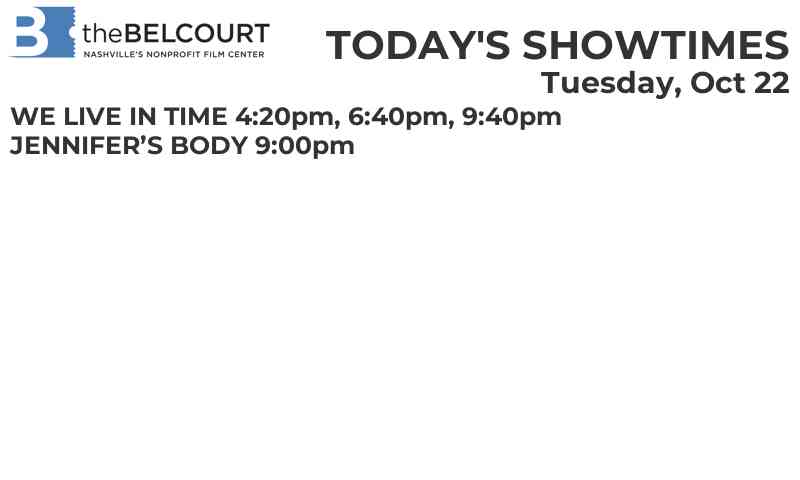 B theBELCOURT
NASHVILLE'S NONPROFIT FILM CENTER
TODAY'S SHOWTIMES
Tuesday, Oct 22
WE LIVE IN TIME 4:20pm, 6:40pm, 9:40pm
JENNIFER’S BODY 9:00pm